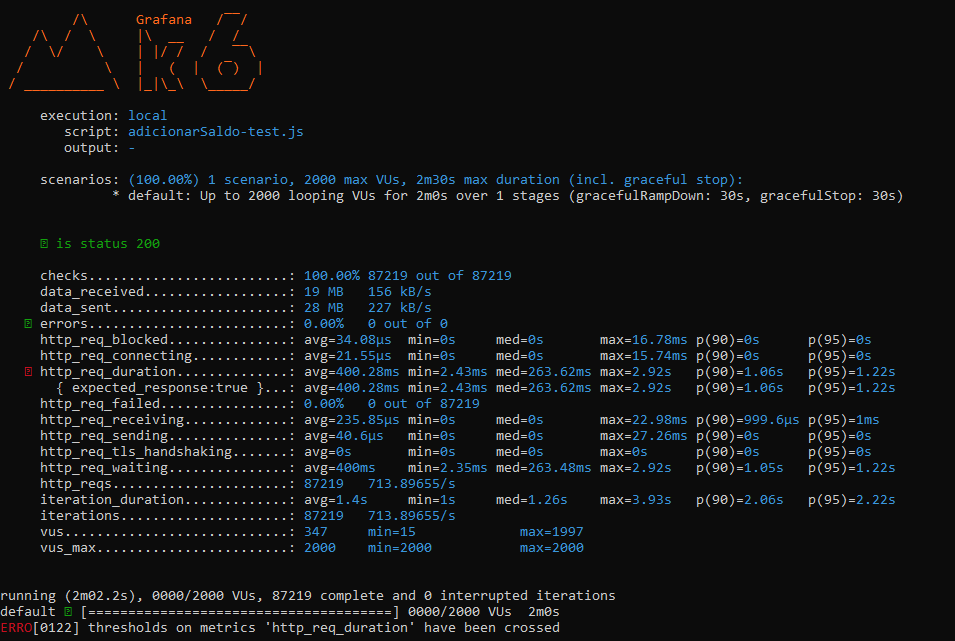 Grafana
k6
execution: local
script: adicionarSaldo-test.js
output: -
scenarios: (100.00%) 1 scenario, 2000 max VUs, 2m30s max duration (incl. graceful stop):
* default: Up to 2000 looping VUs for 2m0s over 1 stages (gracefulRampDown: 30s, gracefulStop: 30s)
is status 200
checks.........................: 100.00% 87219 out of 87219
data_received..................: 19 MB 156 kB/s
data_sent......................: 28 MB 227 kB/s
errors.........................: 0.00% 0 out of 0
http_req_blocked...............: avg=34.08µs min=0s med=0s max=16.78ms p(90)=0s p(95)=0s
http_req_connecting............: avg=21.55µs min=0s med=0s max=15.74ms p(90)=0s p(95)=0s
http_req_duration..............: avg=400.28ms min=2.43ms med=263.62ms max=2.92s p(90)=1.06s p(95)=1.22s
{ expected_response:true }...: avg=400.28ms min=2.43ms med=263.62ms max=2.92s p(90)=1.06s p(95)=1.22s
http_req_failed................: 0.00% 0 out of 87219
http_req_receiving.............: avg=235.85µs min=0s med=0s max=22.98ms p(90)=999.6µs p(95)=1ms
http_req_sending...............: avg=40.6µs min=0s med=0s max=27.26ms p(90)=0s p(95)=0s
http_req_tls_handshaking.......: avg=0s min=0s med=0s max=0s p(90)=0s p(95)=0s
http_req_waiting...............: avg=400ms min=2.35ms med=263.48ms max=2.92s p(90)=1.05s p(95)=1.22s
http_reqs......................: 87219 713.89655/s
iteration_duration.............: avg=1.4s min=1s med=1.26s max=3.93s p(90)=2.06s p(95)=2.22s
iterations.....................: 87219 713.89655/s
vus............................: 347 min=15 max=1997
vus_max........................: 2000 min=2000 max=2000
running (2m02.2s), 0000/2000 VUs, 87219 complete and 0 interrupted iterations
default [======================================] 0000/2000 VUs 2m0s
ERRO[0122] thresholds on metrics 'http_req_duration' have been crossed